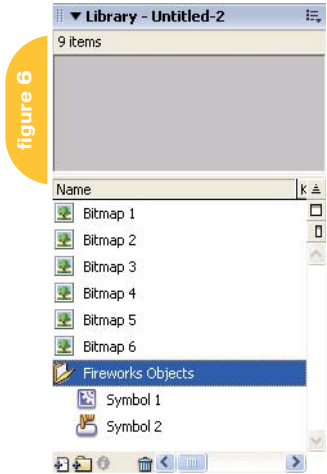 Library - Untitled-2
9 items
figure 6
Name K
Bitmap 1
Bitmap 2
Bitmap 3
Bitmap 4
Bitmap 5
Bitmap 6
Fireworks Objects
Symbol 1
Symbol 2